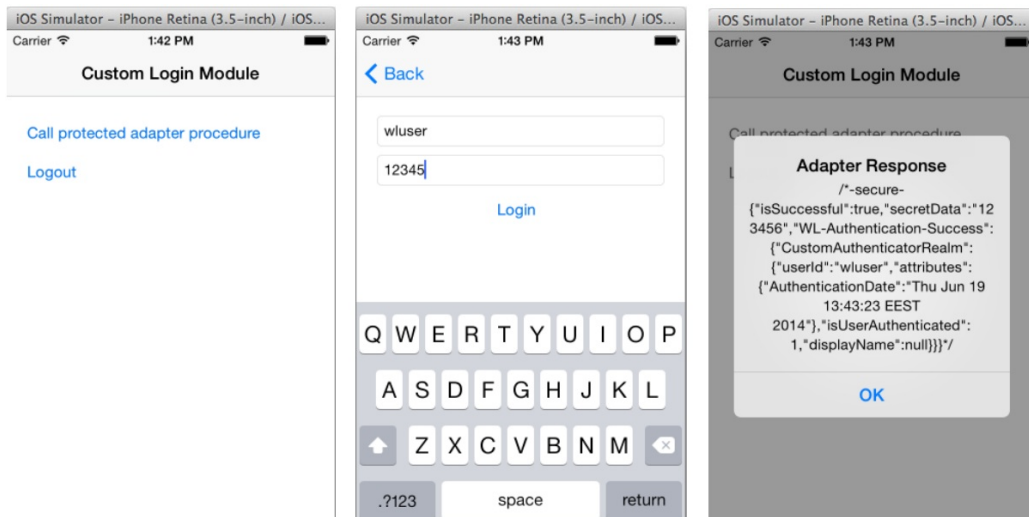 iOS Simulator – iPhone Retina (3.5-inch) / iOS...
Carrier 1:42 PM
Custom Login Module
Call protected adapter procedure
Logout
iOS Simulator – iPhone Retina (3.5-inch) / iOS...
Carrier 1:43 PM
Back
wluser
12345
Login
Q W E R T Y U I O P
A S D F G H J K L
Z X C V B N M
.?123 space return
iOS Simulator – iPhone Retina (3.5-inch) / iOS...
Carrier 1:43 PM
Custom Login Module
Call protected adapter procedure
L
Adapter Response
/*-secure-
{"isSuccessful":true,"secretData":"12
3456","WL-Authentication-Success":
{"CustomAuthenticatorRealm":
{"userId":"wluser","attributes":
{"AuthenticationDate":"Thu Jun 19
13:43:23 EEST
2014"},"isUserAuthenticated":
1,"displayName":null}}}*/
OK